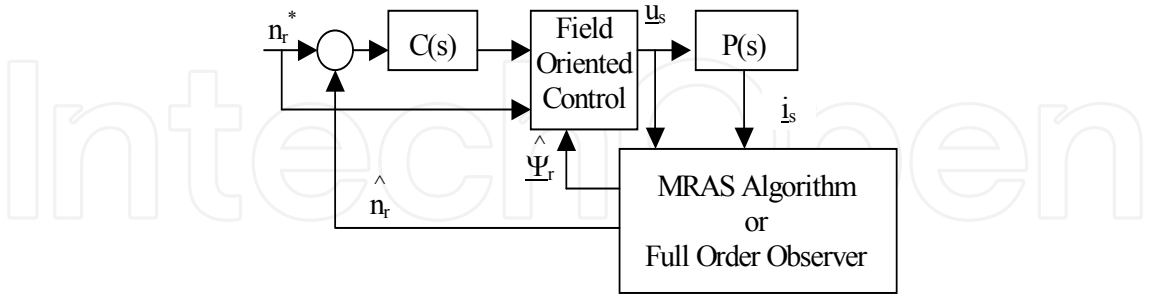 n_r^*
C(s)
Field
Oriented
Control
u_s
P(s)
i_s
Ψ̂_r
n̂_r
MRAS Algorithm
or
Full Order Observer
IntechOpen